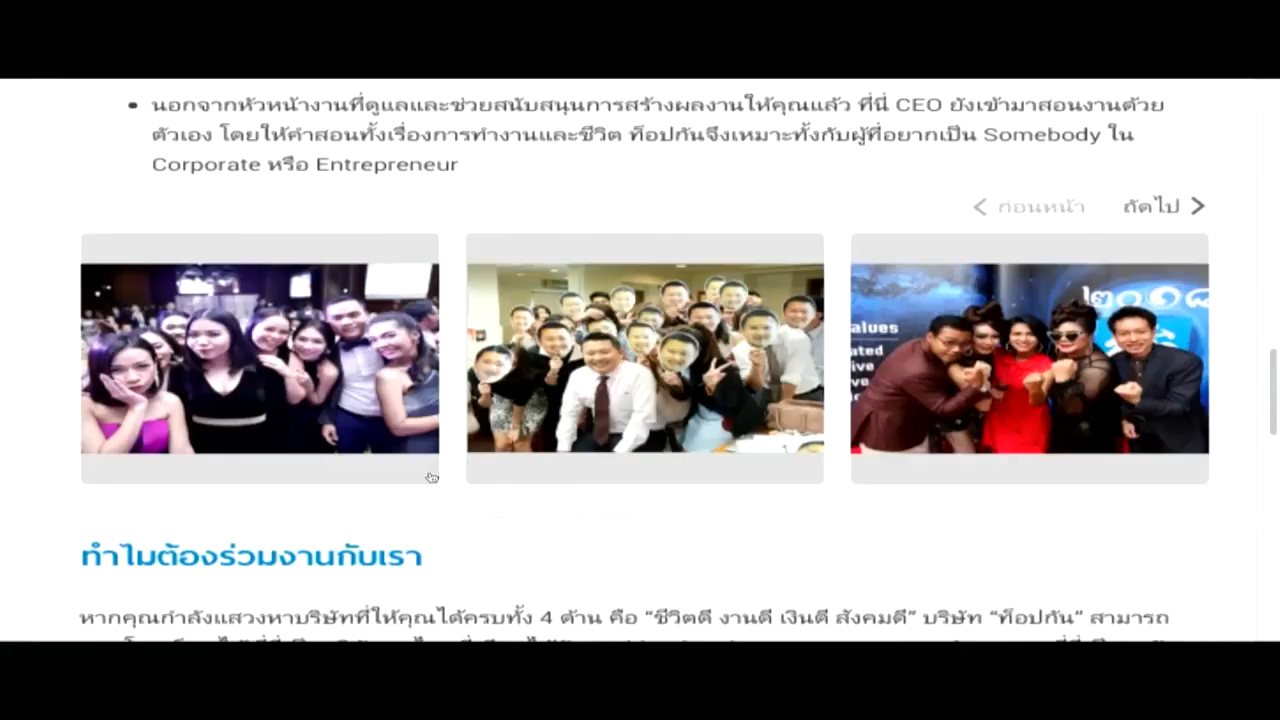 • นอกจากหัวหน้างานที่ดูแลและช่วยสนับสนุนการสร้างผลงานให้คุณแล้ว ที่นี่ CEO ยังเข้ามาสอนงานด้วย
ตัวเอง โดยให้คำสอนทั้งเรื่องการทำงานและชีวิต ท็อปกันจึงเหมาะทั้งกับผู้ที่อยากเป็น Somebody ใน
Corporate หรือ Entrepreneur
ก่อนหน้า ถัดไป
๒๐๑๘
alues
ated
ive
ทำไมต้องร่วมงานกับเรา
หากคุณกำลังแสวงหาบริษัทที่ให้คุณได้ครบทั้ง 4 ด้าน คือ “ชีวิตดี งานดี เงินดี สังคมดี” บริษัท “ท็อปกัน” สามารถ